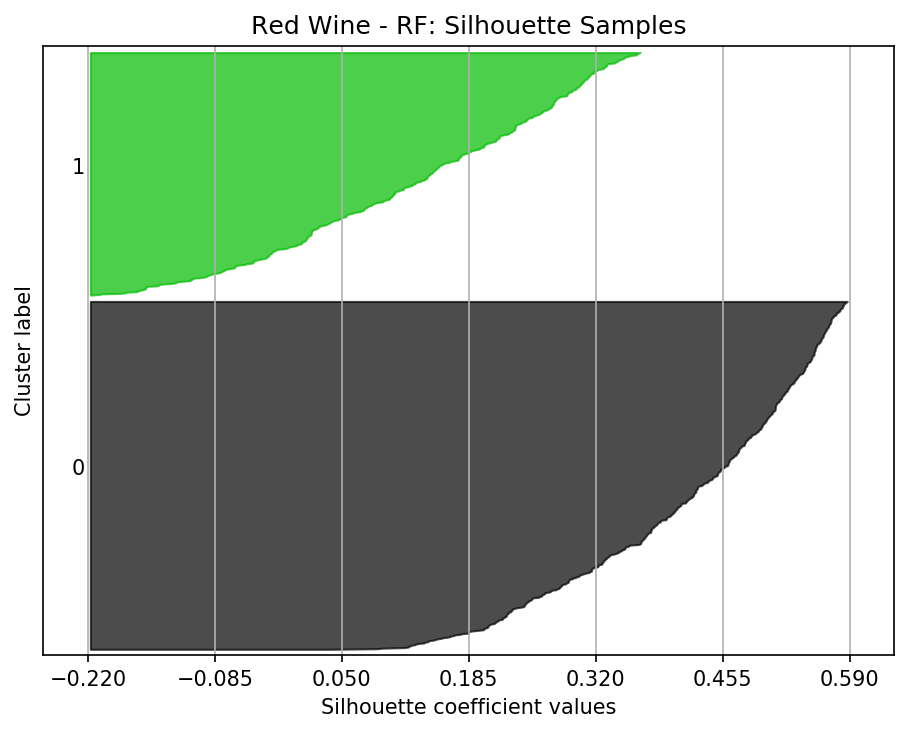 Red Wine - RF: Silhouette Samples
1
0
Cluster label
−0.220 −0.085 0.050 0.185 0.320 0.455 0.590
Silhouette coefficient values